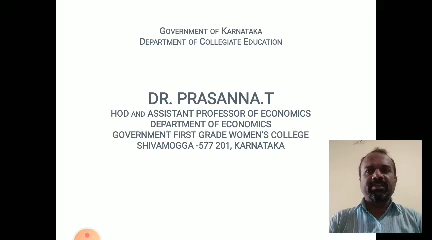 GOVERNMENT OF KARNATAKA
DEPARTMENT OF COLLEGIATE EDUCATION
DR. PRASANNA.T
HOD AND ASSISTANT PROFESSOR OF ECONOMICS
DEPARTMENT OF ECONOMICS
GOVERNMENT FIRST GRADE WOMEN'S COLLEGE
SHIVAMOGGA -577 201, KARNATAKA